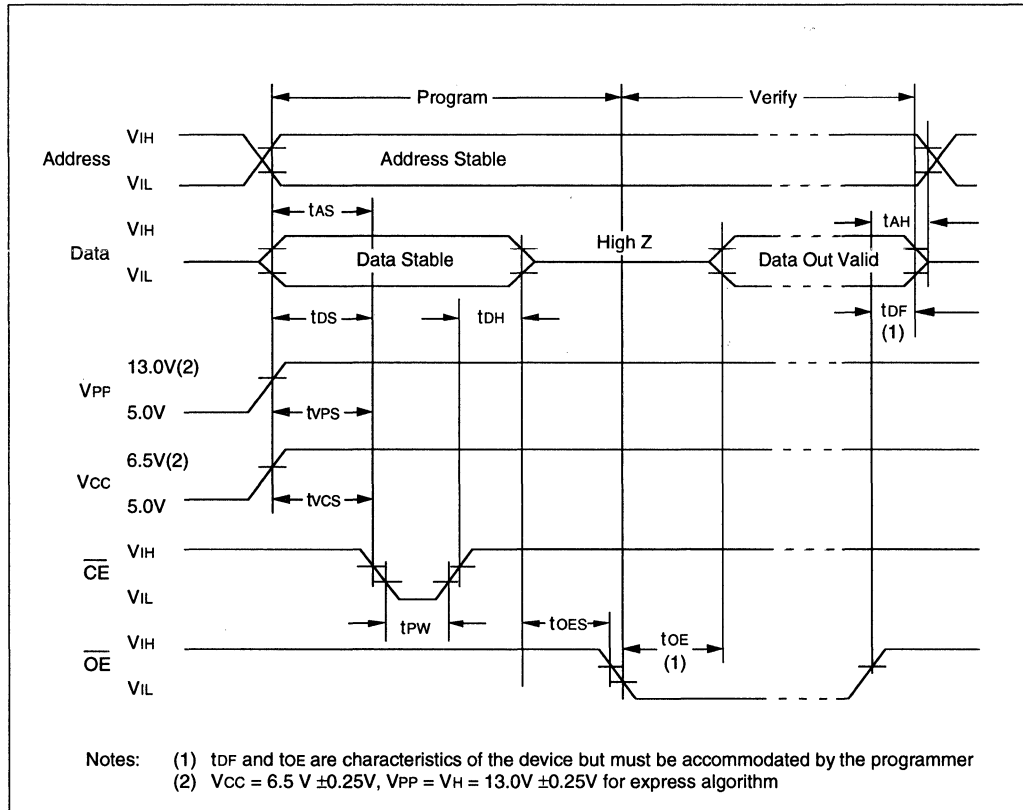 Program Verify
VIH
Address Address Stable
VIL
tAS
VIH tAH
Data Data Stable High Z Data Out Valid
VIL
tDS tDH tDF
(1)
13.0V(2)
VPP
5.0V tVPS
6.5V(2)
VCC
5.0V tVCS
VIH
CE
VIL
tPW tOES tOE
VIH (1)
OE
VIL
Notes: (1) tDF and tOE are characteristics of the device but must be accommodated by the programmer
(2) VCC = 6.5 V ±0.25V, VPP = VH = 13.0V ±0.25V for express algorithm